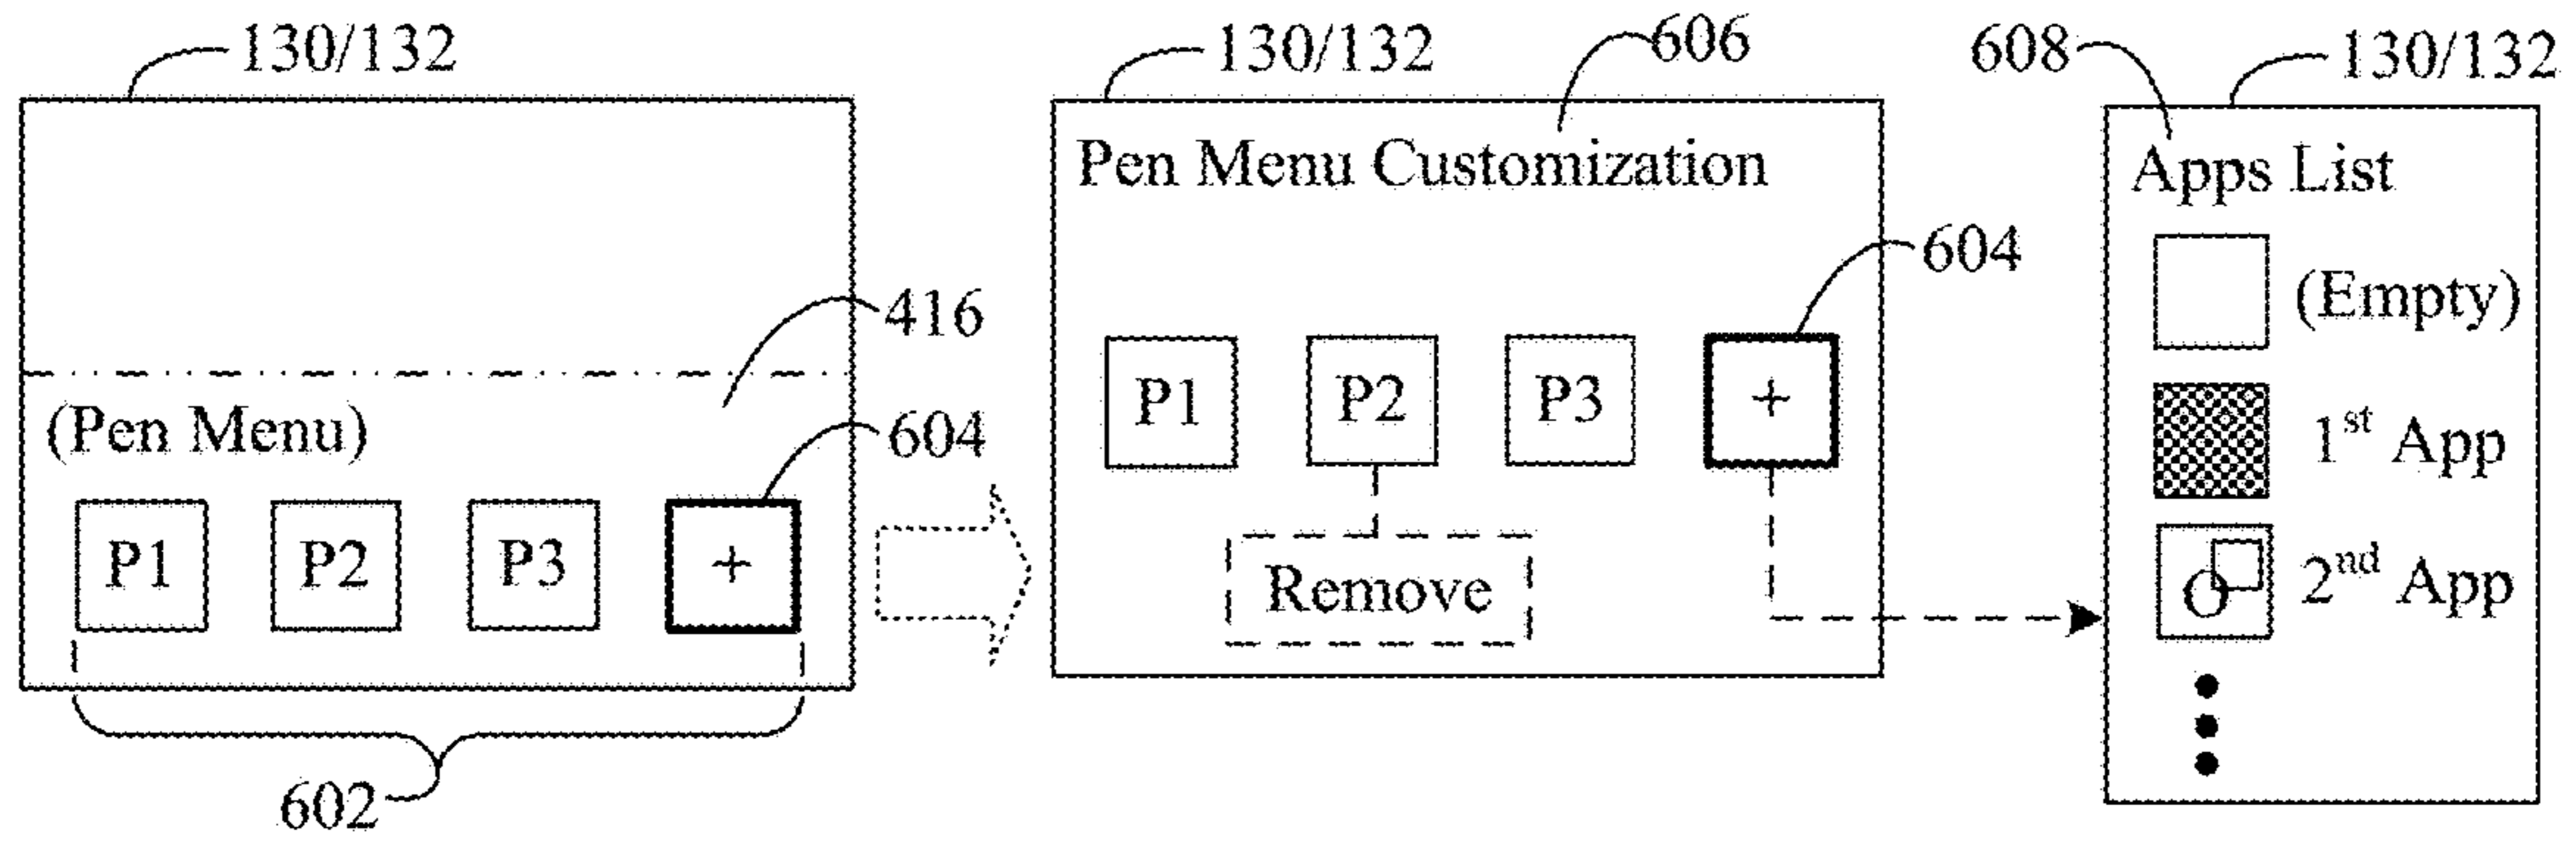 130/132
416
(Pen Menu)
604
P1 P2 P3 +
602
130/132
606
Pen Menu Customization
604
P1 P2 P3 +
Remove
608
130/132
Apps List
(Empty)
1st App
2nd App